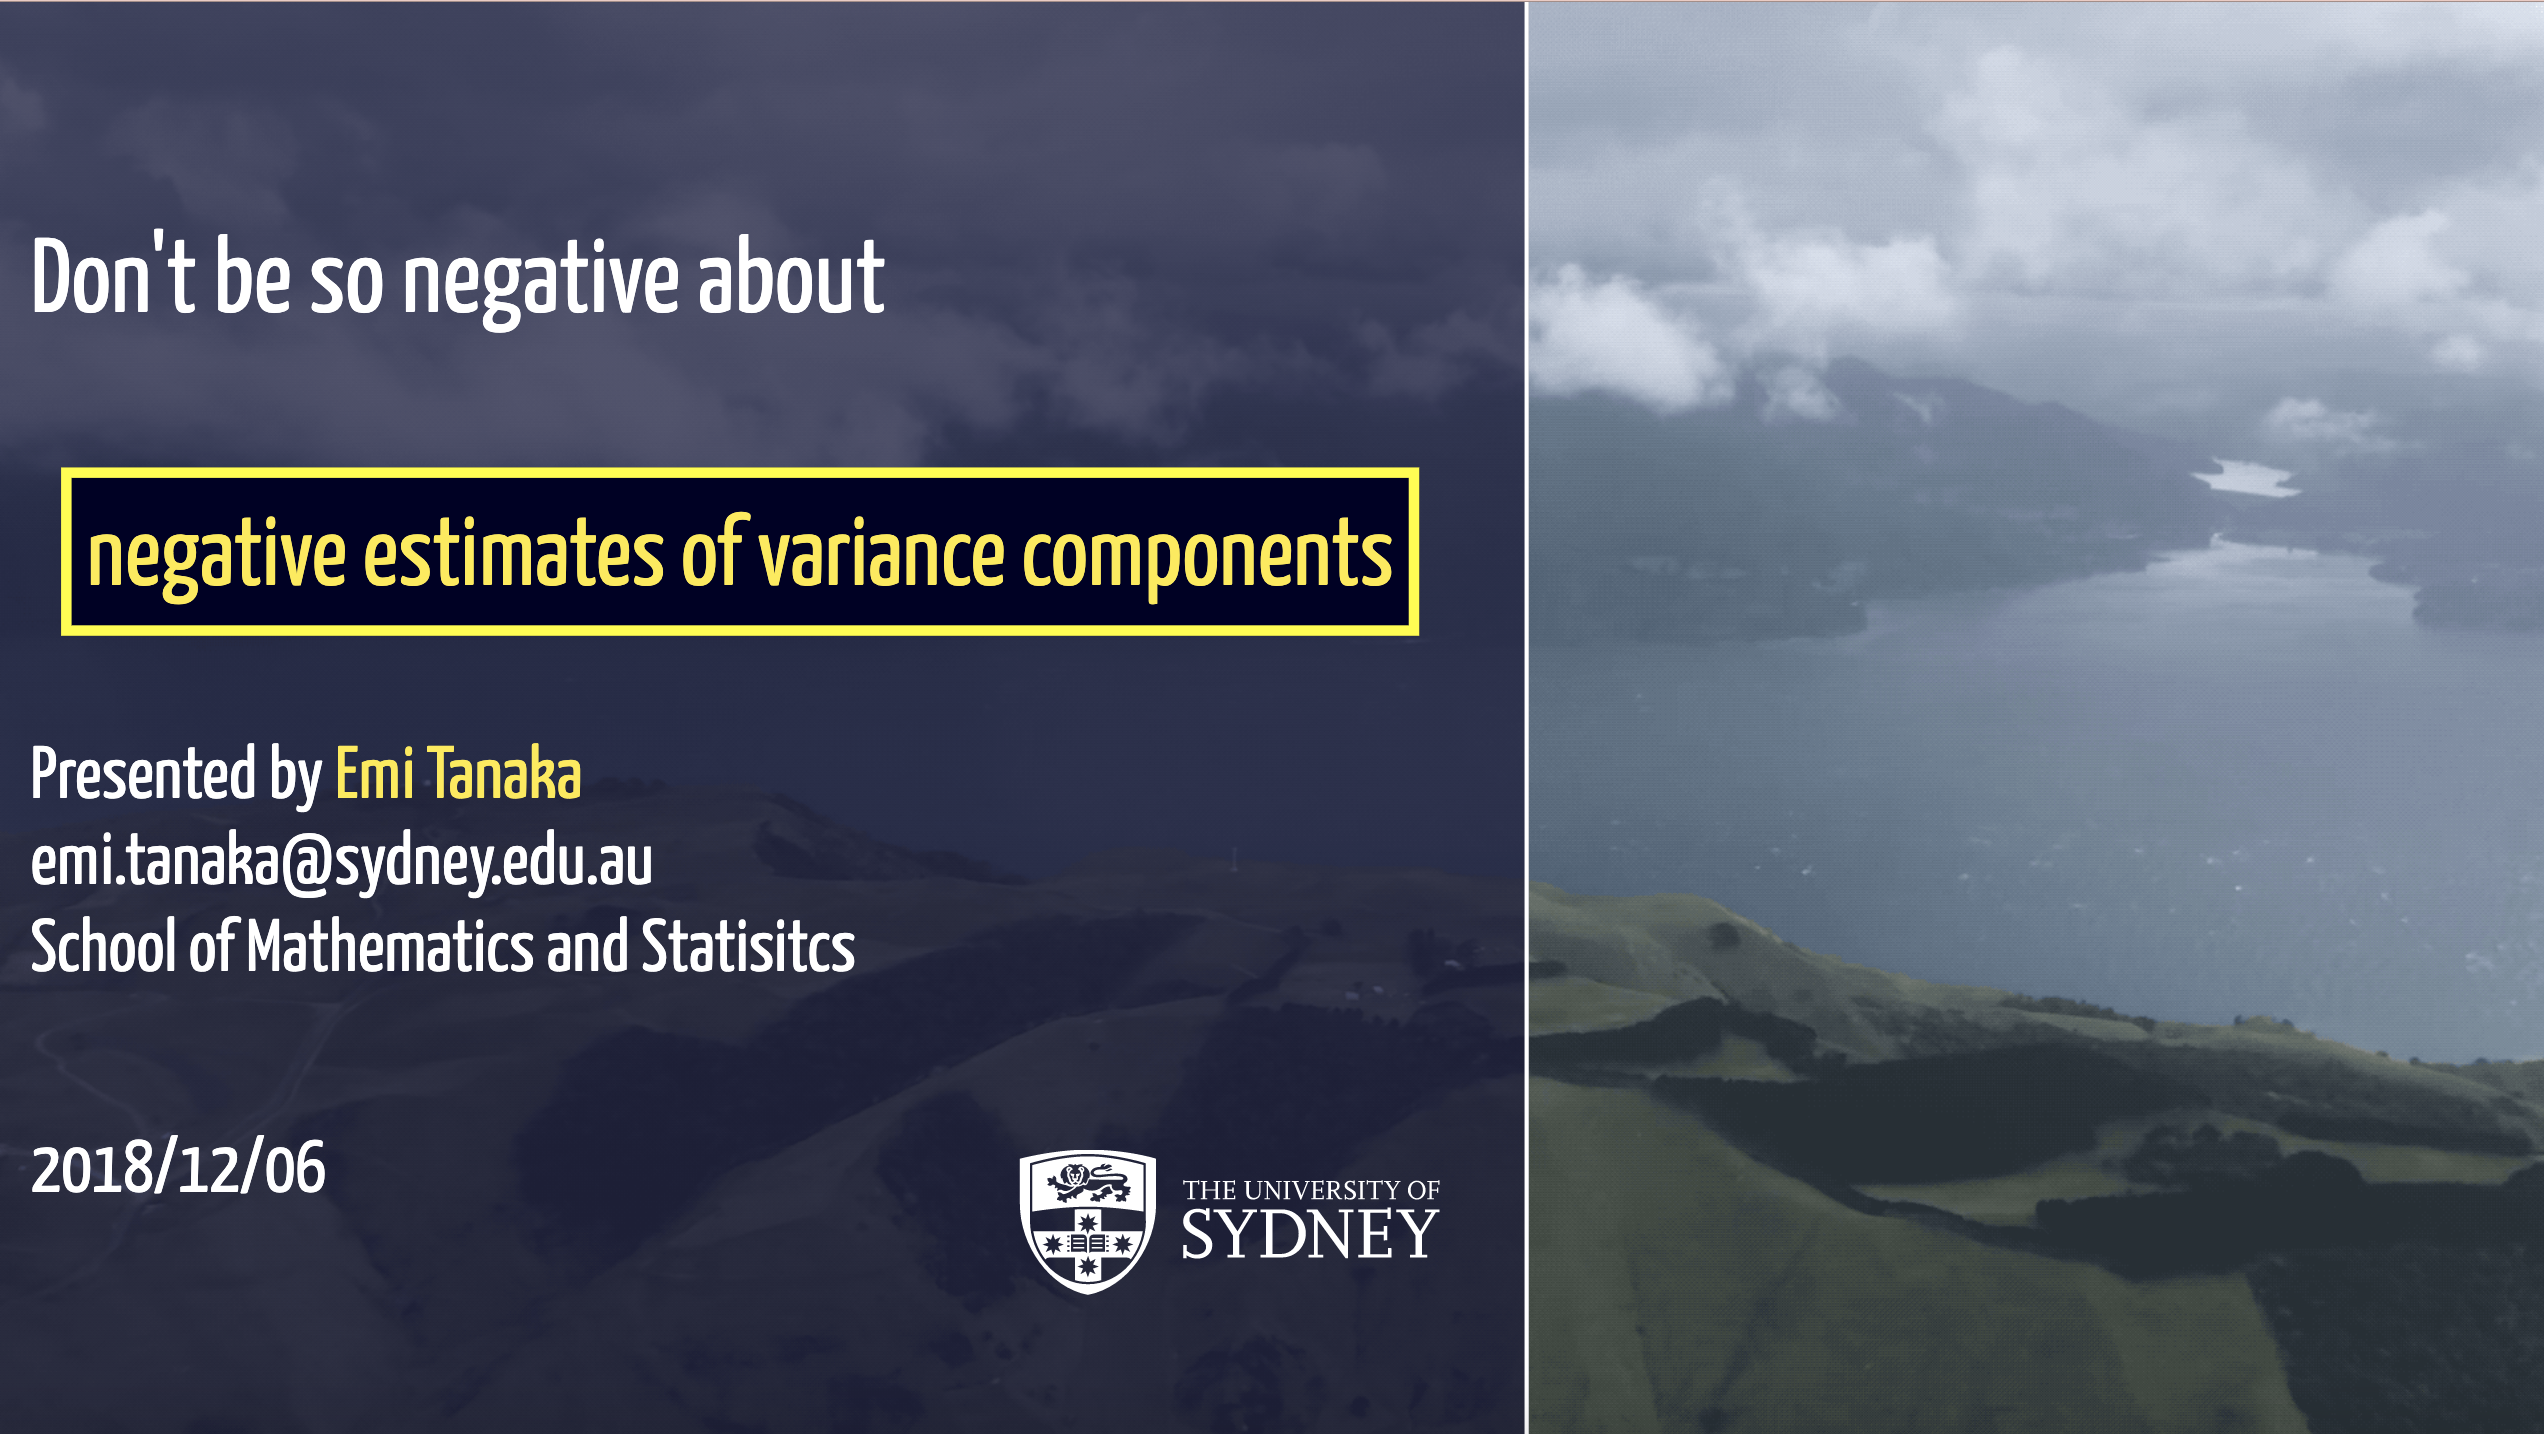 Don't be so negative about
negative estimates of variance components
Presented by Emi Tanaka
emi.tanaka@sydney.edu.au
School of Mathematics and Statisitcs
2018/12/06
THE UNIVERSITY OF
SYDNEY